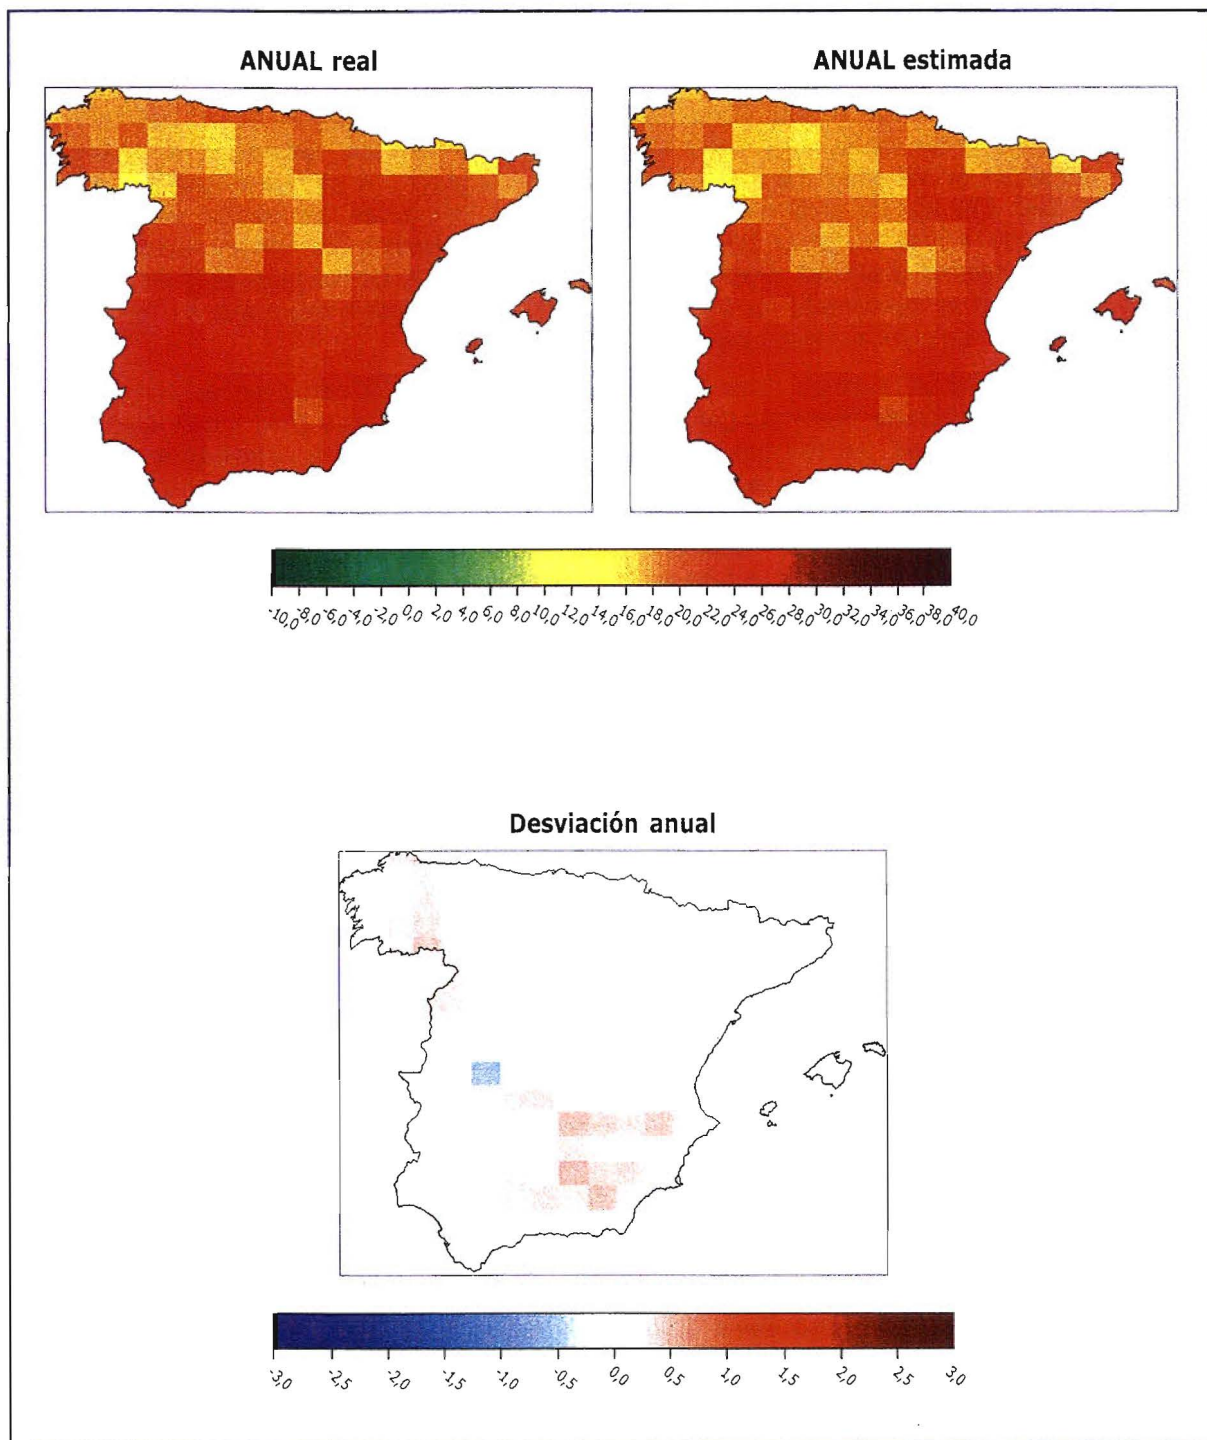 ANUAL real
ANUAL estimada
-10,0 -8,0 -6,0 -4,0 -2,0 0,0 2,0 4,0 6,0 8,0 10,0 12,0 14,0 16,0 18,0 20,0 22,0 24,0 26,0 28,0 30,0 32,0 34,0 36,0 38,0 40,0
Desviación anual
-3,0 -2,5 -2,0 -1,5 -1,0 -0,5 0,0 0,5 1,0 1,5 2,0 2,5 3,0